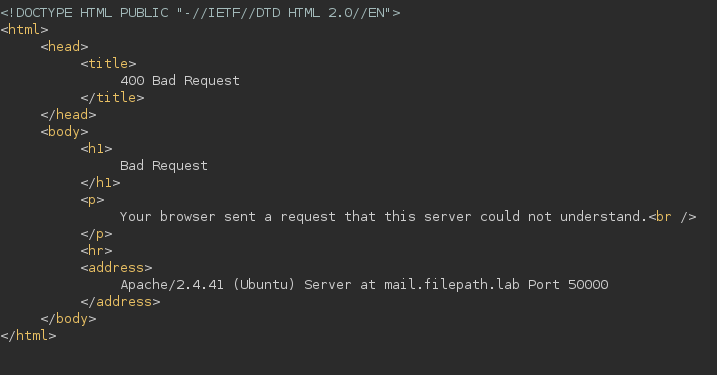 <!DOCTYPE HTML PUBLIC "-//IETF//DTD HTML 2.0//EN">
<html>
<head>
<title>
400 Bad Request
</title>
</head>
<body>
<h1>
Bad Request
</h1>
<p>
Your browser sent a request that this server could not understand.<br />
</p>
<hr>
<address>
Apache/2.4.41 (Ubuntu) Server at mail.filepath.lab Port 50000
</address>
</body>
</html>